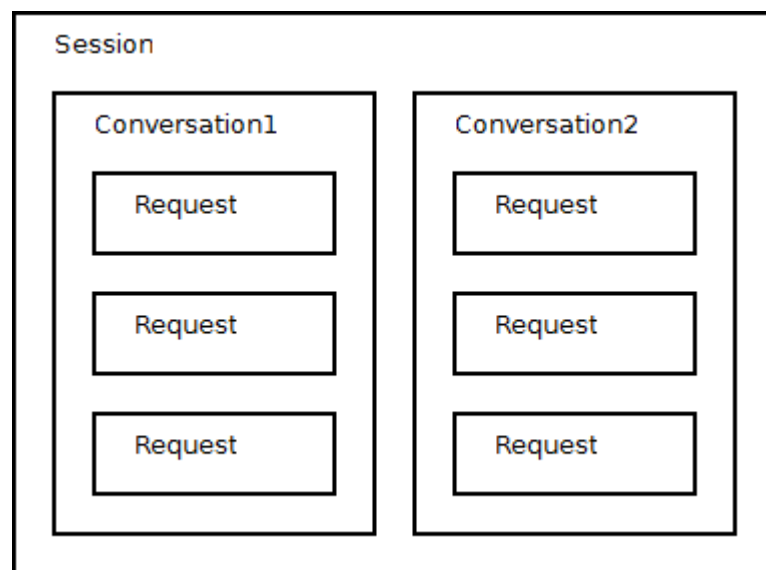 Session
Conversation1
Request
Request
Request
Conversation2
Request
Request
Request